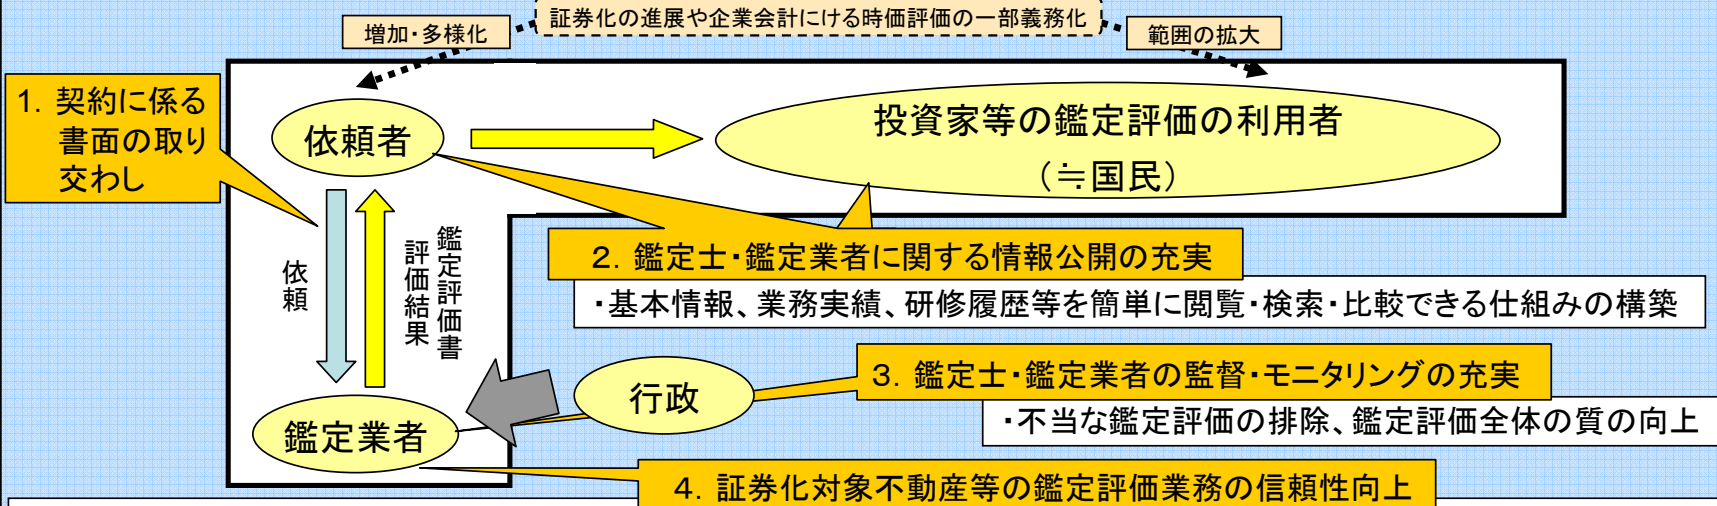 証券化の進展や企業会計にける時価評価の一部義務化
増加・多様化
範囲の拡大
1. 契約に係る
書面の取り
交わし
依頼者
投資家等の鑑定評価の利用者
（≒国民）
依頼
鑑定評価書
評価結果
2. 鑑定士・鑑定業者に関する情報公開の充実
・基本情報、業務実績、研修履歴等を簡単に閲覧・検索・比較できる仕組みの構築
行政
3. 鑑定士・鑑定業者の監督・モニタリングの充実
・不当な鑑定評価の排除、鑑定評価全体の質の向上
鑑定業者
4. 証券化対象不動産等の鑑定評価業務の信頼性向上